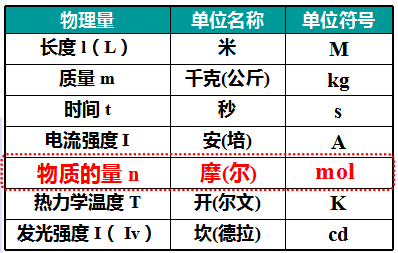 物理量 单位名称 单位符号
长度 l（L） 米 M
质量 m 千克(公斤) kg
时间 t 秒 s
电流强度 I 安(培) A
物质的量 n 摩(尔) mol
热力学温度 T 开(尔文) K
发光强度 I（ Iv） 坎(德拉) cd